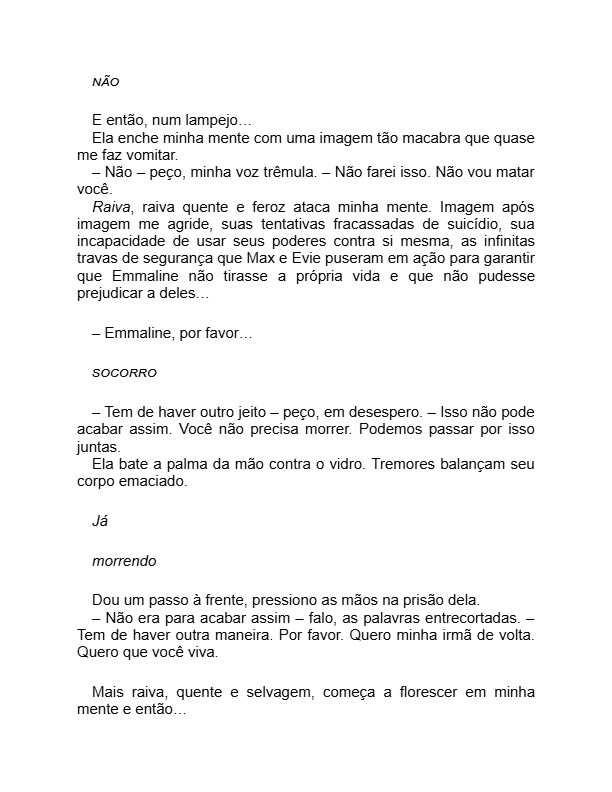 NÃO
E então, num lampejo…
Ela enche minha mente com uma imagem tão macabra que quase
me faz vomitar.
– Não – peço, minha voz trêmula. – Não farei isso. Não vou matar
você.
Raiva, raiva quente e feroz ataca minha mente. Imagem após
imagem me agride, suas tentativas fracassadas de suicídio, sua
incapacidade de usar seus poderes contra si mesma, as infinitas
travas de segurança que Max e Evie puseram em ação para garantir
que Emmaline não tirasse a própria vida e que não pudesse
prejudicar a deles…
– Emmaline, por favor…
SOCORRO
– Tem de haver outro jeito – peço, em desespero. – Isso não pode
acabar assim. Você não precisa morrer. Podemos passar por isso
juntas.
Ela bate a palma da mão contra o vidro. Tremores balançam seu
corpo emaciado.
Já
morrendo
Dou um passo à frente, pressiono as mãos na prisão dela.
– Não era para acabar assim – falo, as palavras entrecortadas. –
Tem de haver outra maneira. Por favor. Quero minha irmã de volta.
Quero que você viva.
Mais raiva, quente e selvagem, começa a florescer em minha
mente e então…